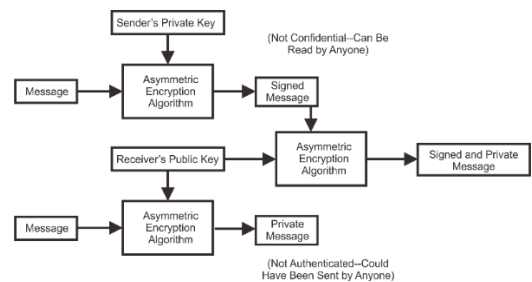 Sender's Private Key
(Not Confidential--Can Be
Read by Anyone)
Message
Asymmetric
Encryption
Algorithm
Signed
Message
Receiver's Public Key
Asymmetric
Encryption
Algorithm
Signed and Private
Message
Message
Asymmetric
Encryption
Algorithm
Private
Message
(Not Authenticated--Could
Have Been Sent by Anyone)